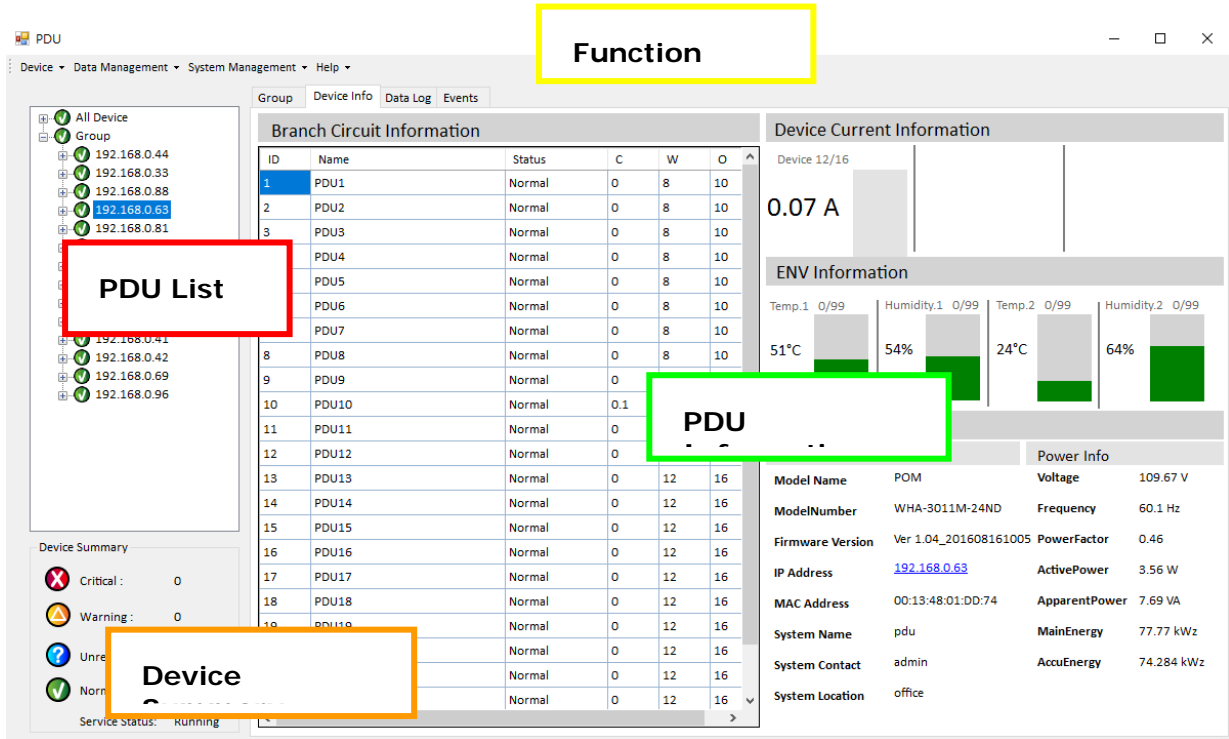 PDU
Function
Device Data Management System Management Help
Group Device Info Data Log Events
All Device
Group
192.168.0.44
192.168.0.33
192.168.0.88
192.168.0.63
192.168.0.81
PDU List
192.168.0.41
192.168.0.42
192.168.0.69
192.168.0.96
Device Summary
Critical : 0
Warning : 0
Device
Service Status: Running
Branch Circuit Information
ID Name Status C W O
1 PDU1 Normal 0 8 10
2 PDU2 Normal 0 8 10
3 PDU3 Normal 0 8 10
PDU4 Normal 0 8 10
PDU5 Normal 0 8 10
PDU6 Normal 0 8 10
PDU7 Normal 0 8 10
8 PDU8 Normal 0 8 10
9 PDU9 Normal 0
10 PDU10 Normal 0.1
11 PDU11 Normal 0
12 PDU12 Normal 0
13 PDU13 Normal 0 12 16
14 PDU14 Normal 0 12 16
15 PDU15 Normal 0 12 16
16 PDU16 Normal 0 12 16
17 PDU17 Normal 0 12 16
18 PDU18 Normal 0 12 16
19 PDU19 Normal 0 12 16
Normal 0 12 16
Normal 0 12 16
Normal 0 12 16
Device Current Information
Device 12/16
0.07 A
ENV Information
Temp.1 0/99 Humidity.1 0/99 Temp.2 0/99 Humidity.2 0/99
51°C 54% 24°C 64%
PDU
Power Info
Model Name POM Voltage 109.67 V
ModelNumber WHA-3011M-24ND Frequency 60.1 Hz
Firmware Version Ver 1.04_201608161005 PowerFactor 0.46
IP Address 192.168.0.63 ActivePower 3.56 W
MAC Address 00:13:48:01:DD:74 ApparentPower 7.69 VA
System Name pdu MainEnergy 77.77 kWz
System Contact admin AccuEnergy 74.284 kWz
System Location office